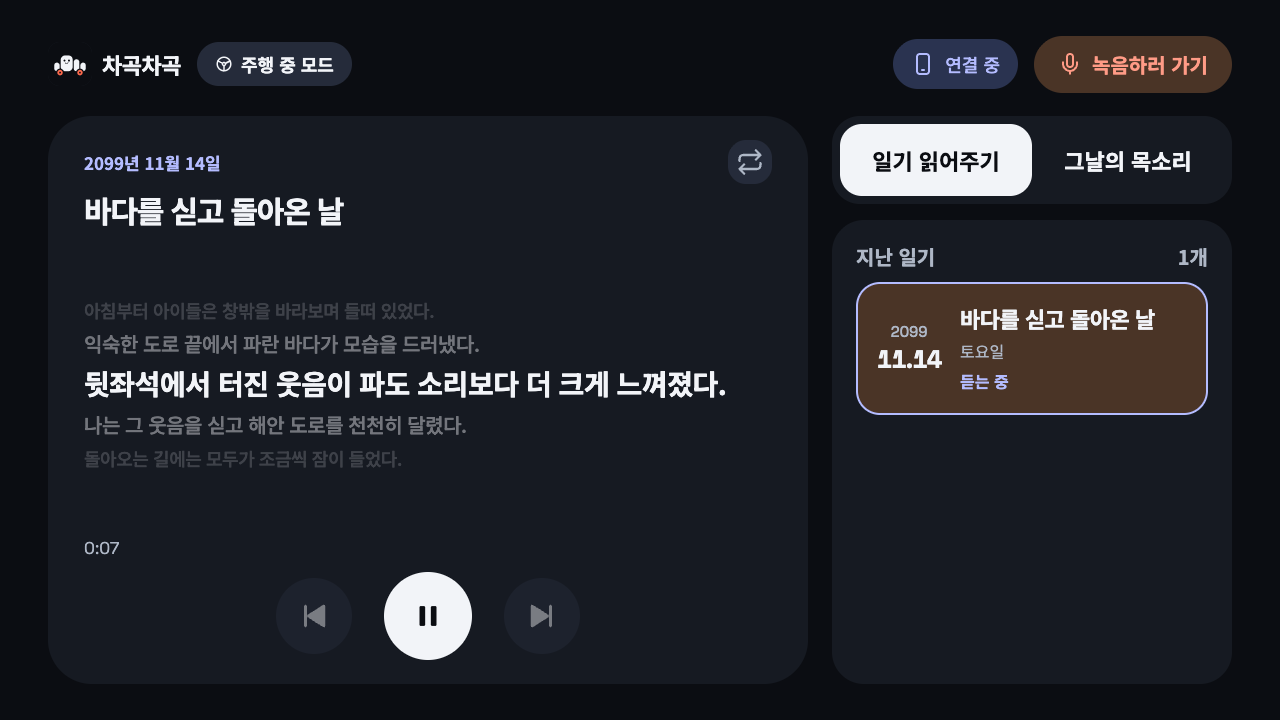 차곡차곡
주행 중 모드
연결 중
녹음하러 가기
2099년 11월 14일
바다를 싣고 돌아온 날
아침부터 아이들은 창밖을 바라보며 들떠 있었다.
익숙한 도로 끝에서 파란 바다가 모습을 드러냈다.
뒷좌석에서 터진 웃음이 파도 소리보다 더 크게 느껴졌다.
나는 그 웃음을 싣고 해안 도로를 천천히 달렸다.
돌아오는 길에는 모두가 조금씩 잠이 들었다.
0:07
일기 읽어주기
그날의 목소리
지난 일기
1개
2099
11.14
바다를 싣고 돌아온 날
토요일
듣는 중